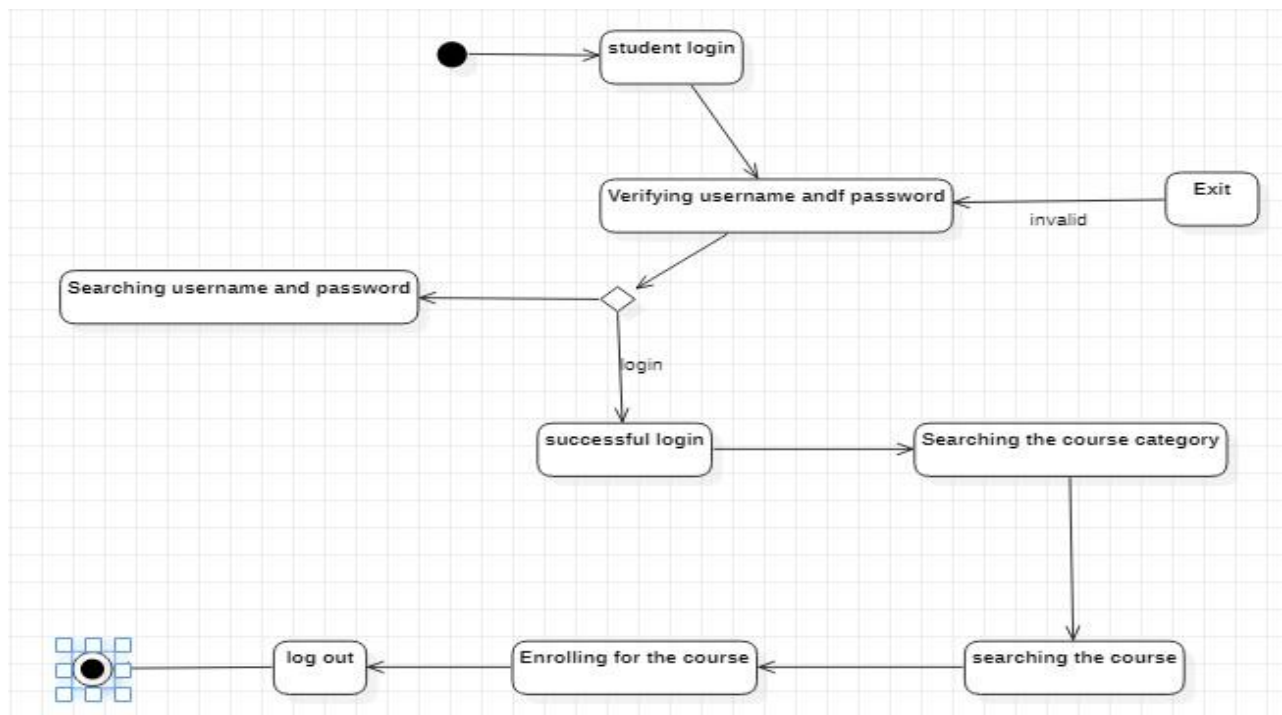 student login
Verifying username andf password
Exit
invalid
Searching username and password
login
successful login
Searching the course category
log out
Enrolling for the course
searching the course